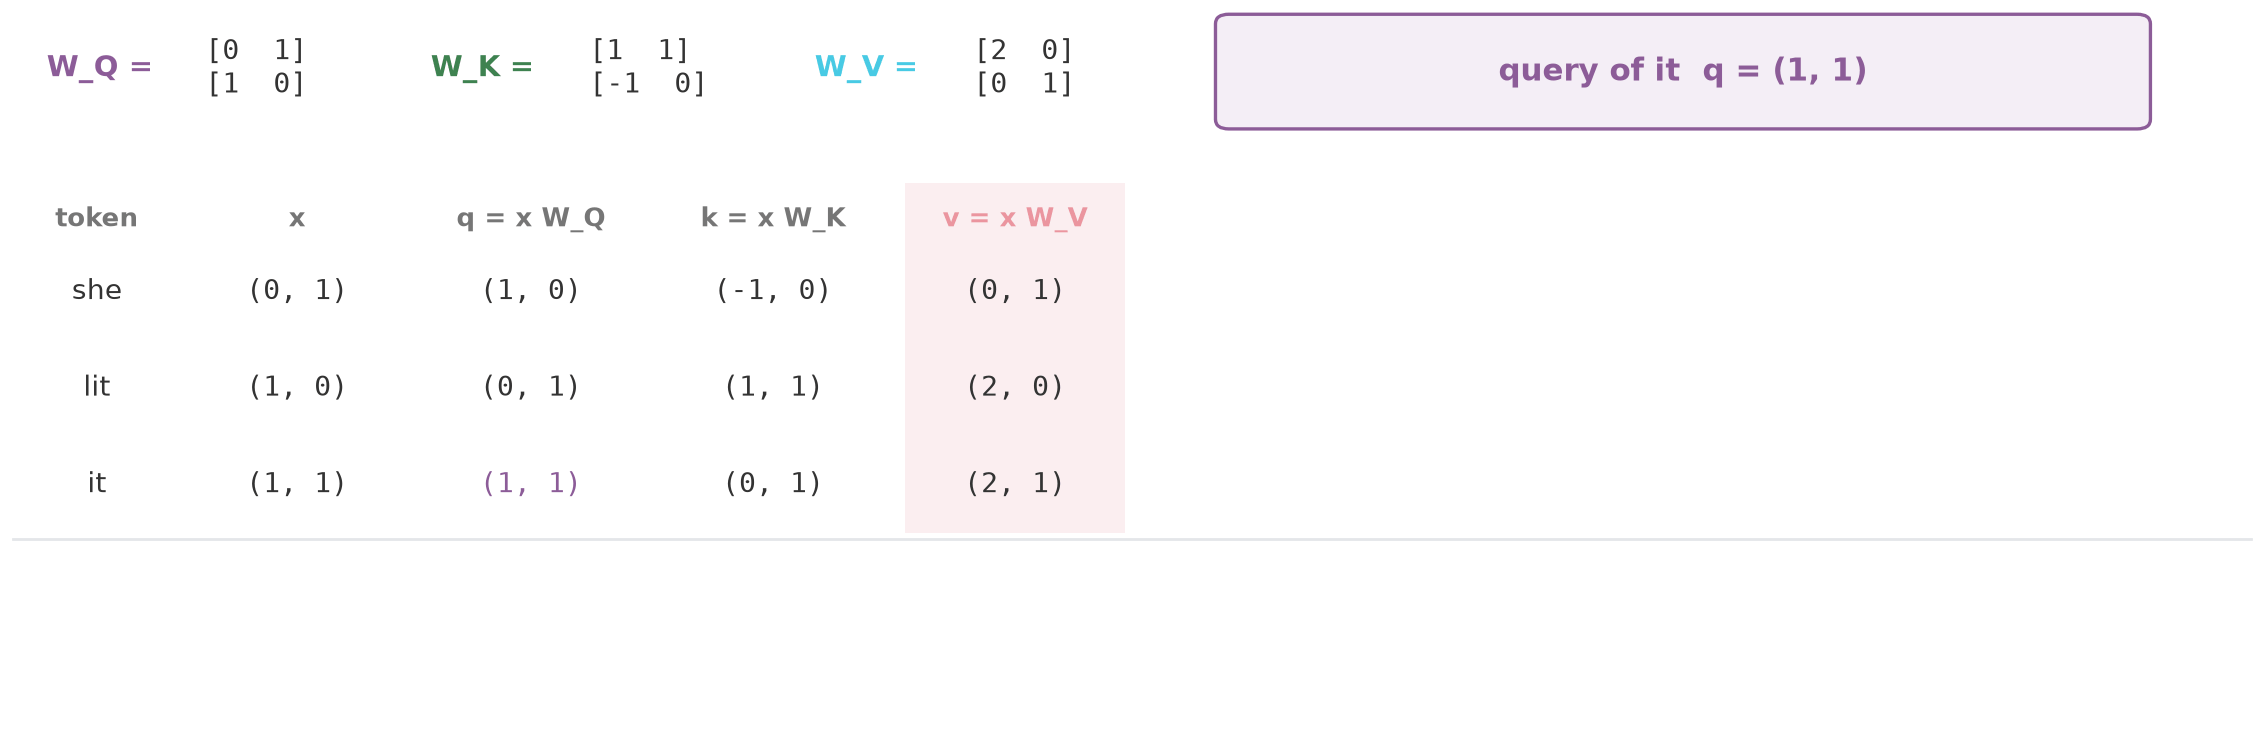 W_Q = [0  1] W_K = [1  1] W_V = [2  0] query of it  q = (1, 1)
[1  0] [-1  0] [0  1]
token x q = x W_Q k = x W_K v = x W_V
she (0, 1) (1, 0) (-1, 0) (0, 1)
lit (1, 0) (0, 1) (1, 1) (2, 0)
it (1, 1) (1, 1) (0, 1) (2, 1)